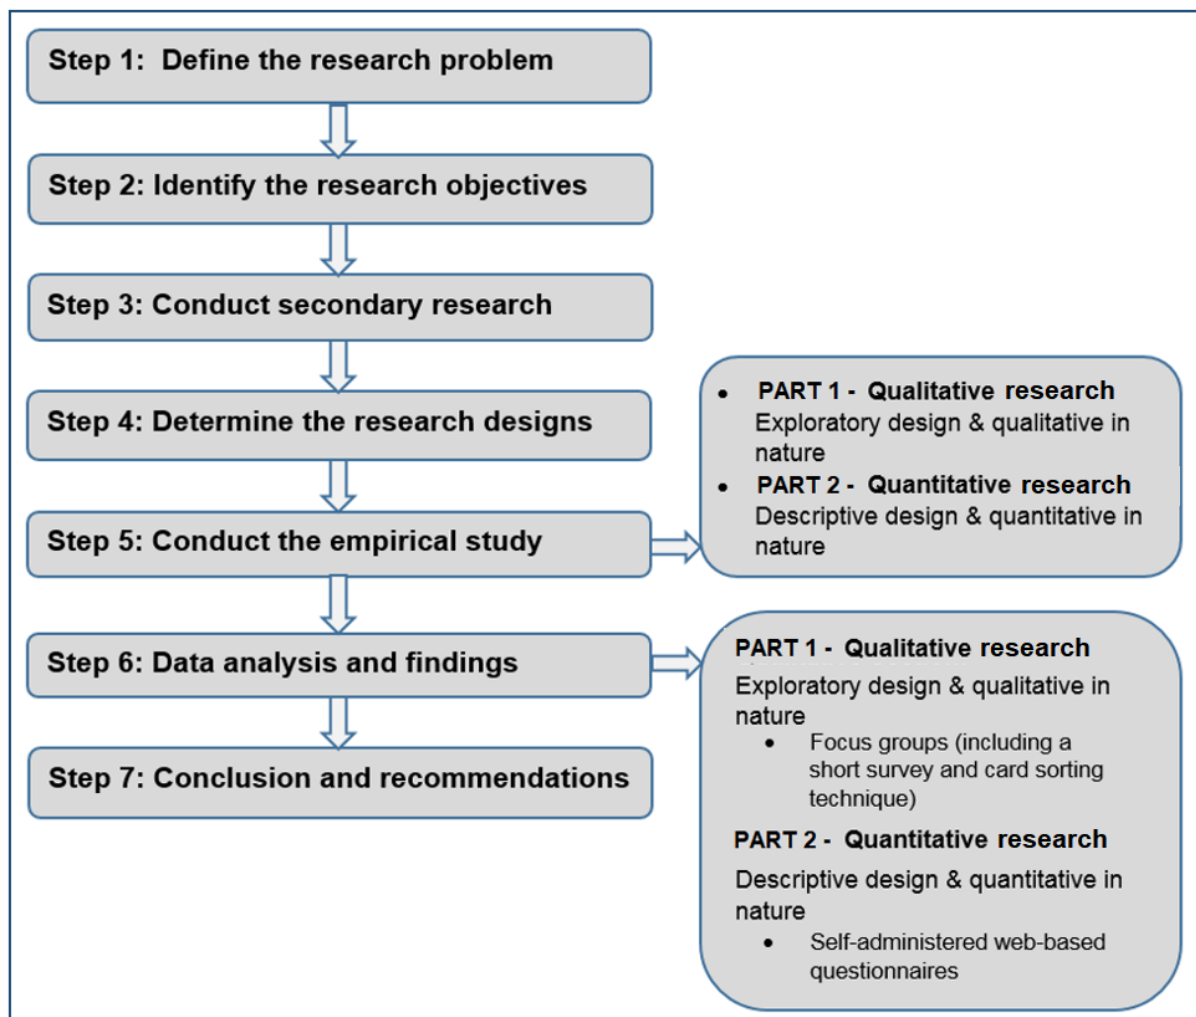 Step 1:  Define the research problem
Step 2: Identify the research objectives
Step 3: Conduct secondary research
Step 4: Determine the research designs
Step 5: Conduct the empirical study
Step 6: Data analysis and findings
Step 7: Conclusion and recommendations
• PART 1 - Qualitative research
Exploratory design & qualitative in
nature
• PART 2 - Quantitative research
Descriptive design & quantitative in
nature
PART 1 - Qualitative research
Exploratory design & qualitative in
nature
• Focus groups (including a
short survey and card sorting
technique)
PART 2 - Quantitative research
Descriptive design & quantitative in
nature
• Self-administered web-based
questionnaires